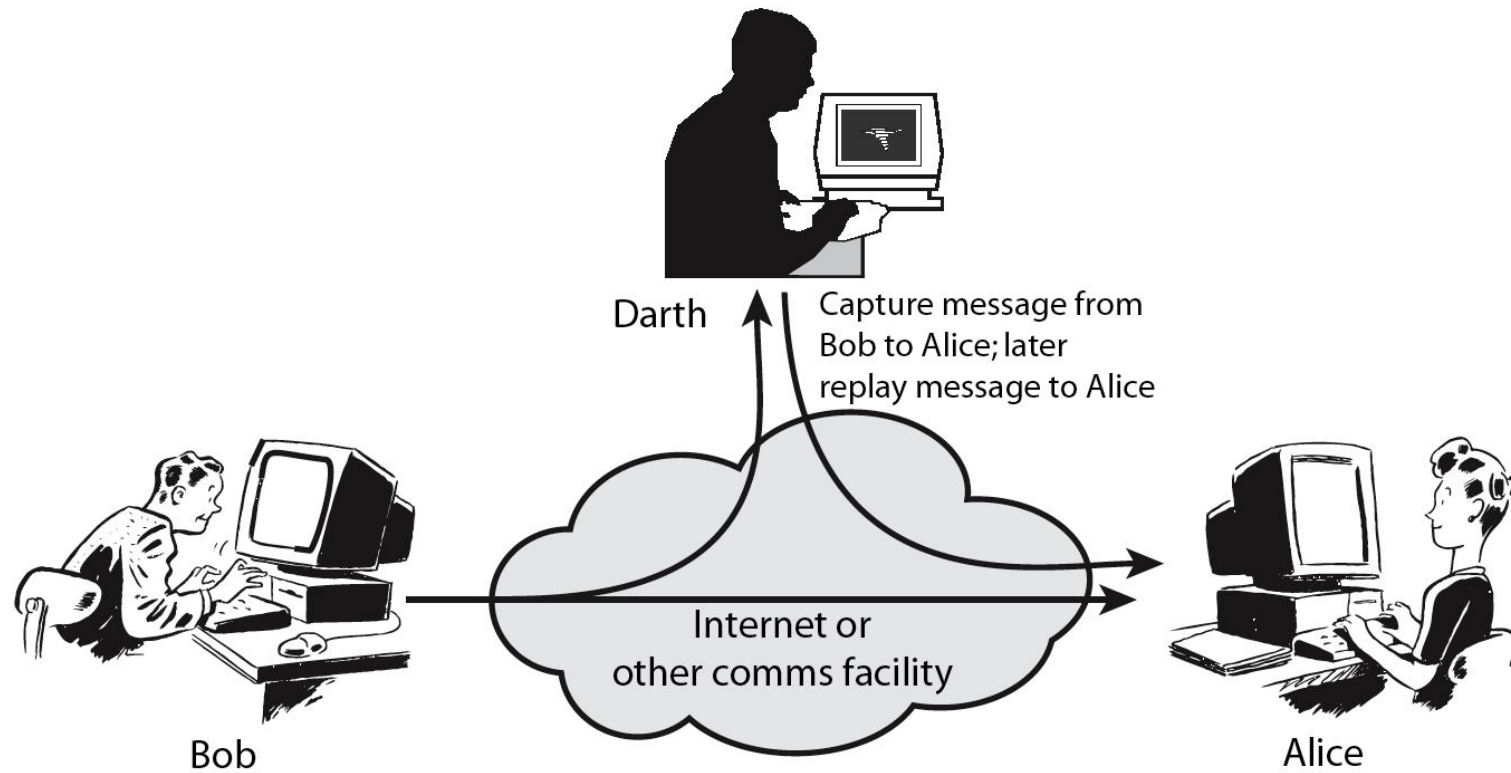 Darth
Capture message from
Bob to Alice; later
replay message to Alice
Internet or
other comms facility
Bob
Alice